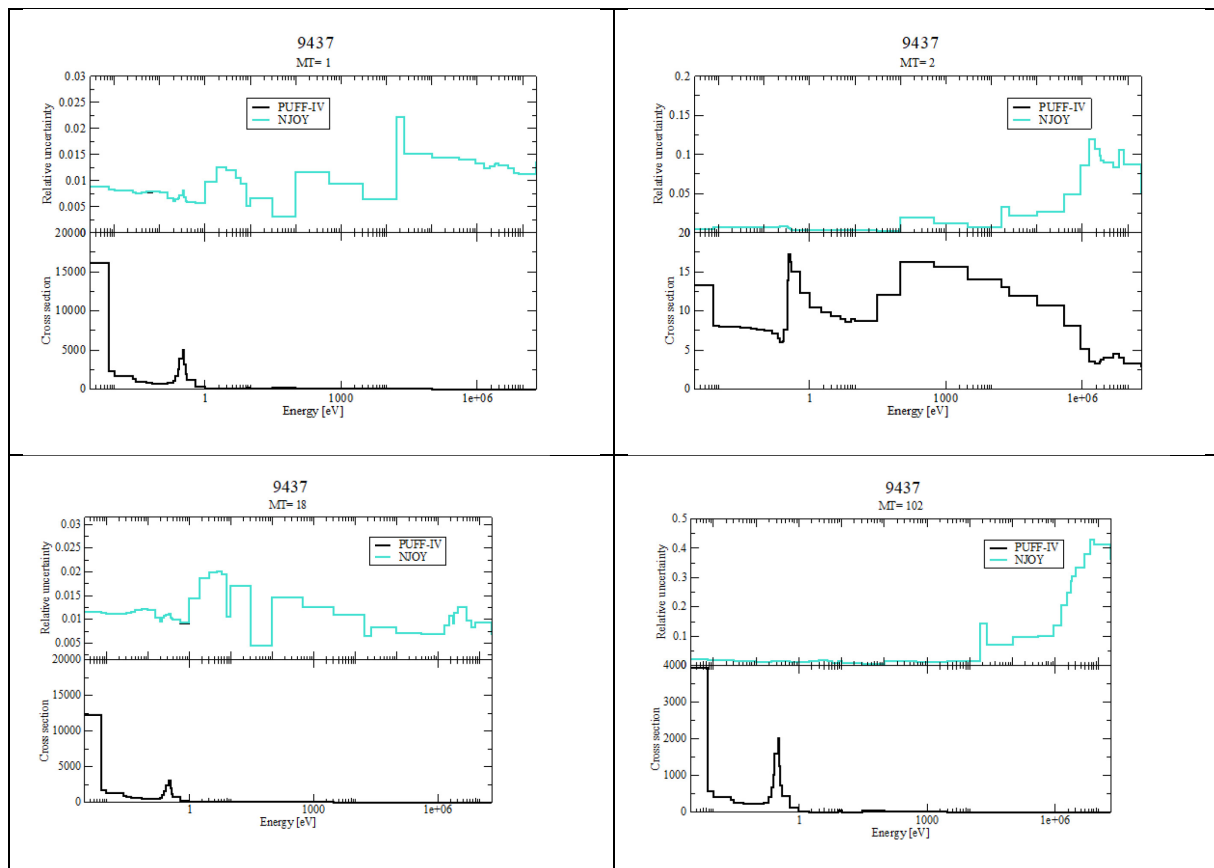 9437
MT= 1
0.03
0.025
0.02
0.015
0.01
0.005
Relative uncertainty
PUFF-IV
NJOY
20000
15000
10000
5000
0
Cross section
1
1000
1e+06
Energy [eV]
9437
MT= 2
0.2
0.15
0.1
0.05
Relative uncertainty
PUFF-IV
NJOY
20
15
10
5
0
Cross section
1
1000
1e+06
Energy [eV]
9437
MT= 18
0.03
0.025
0.02
0.015
0.01
0.005
Relative uncertainty
PUFF-IV
NJOY
20000
15000
10000
5000
0
Cross section
1
1000
1e+06
Energy [eV]
9437
MT= 102
0.5
0.4
0.3
0.2
0.1
Relative uncertainty
PUFF-IV
NJOY
4000
3000
2000
1000
0
Cross section
1
1000
1e+06
Energy [eV]